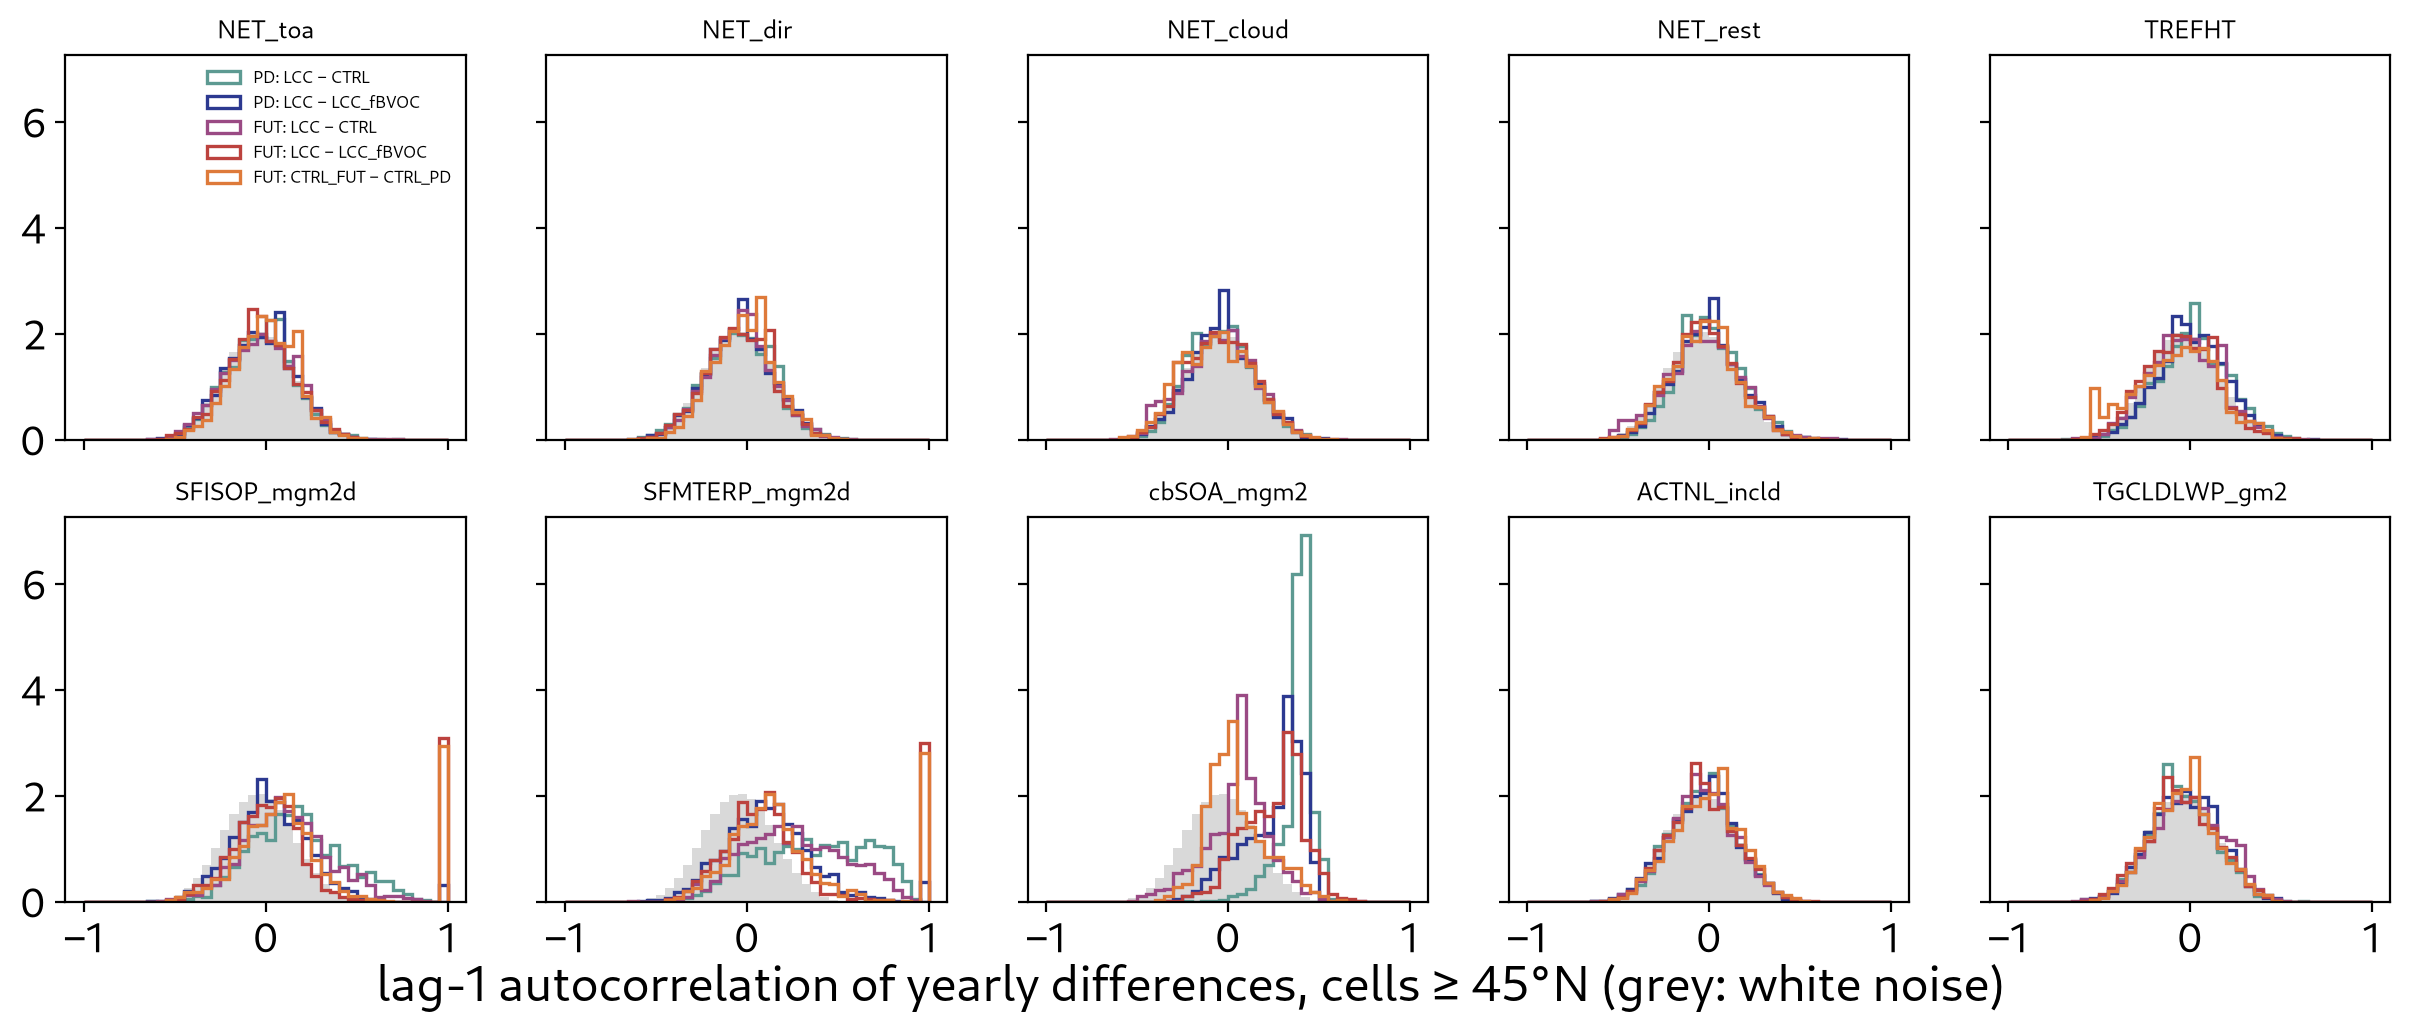 NET_toa
NET_dir
NET_cloud
NET_rest
TREFHT
PD: LCC − CTRL
PD: LCC − LCC_fBVOC
FUT: LCC − CTRL
FUT: LCC − LCC_fBVOC
FUT: CTRL_FUT − CTRL_PD
6
4
2
0
SFISOP_mgm2d
SFMTERP_mgm2d
cbSOA_mgm2
ACTNL_incld
TGCLDLWP_gm2
6
4
2
0
−1 0 1
−1 0 1
−1 0 1
−1 0 1
−1 0 1
lag-1 autocorrelation of yearly differences, cells ≥ 45°N (grey: white noise)